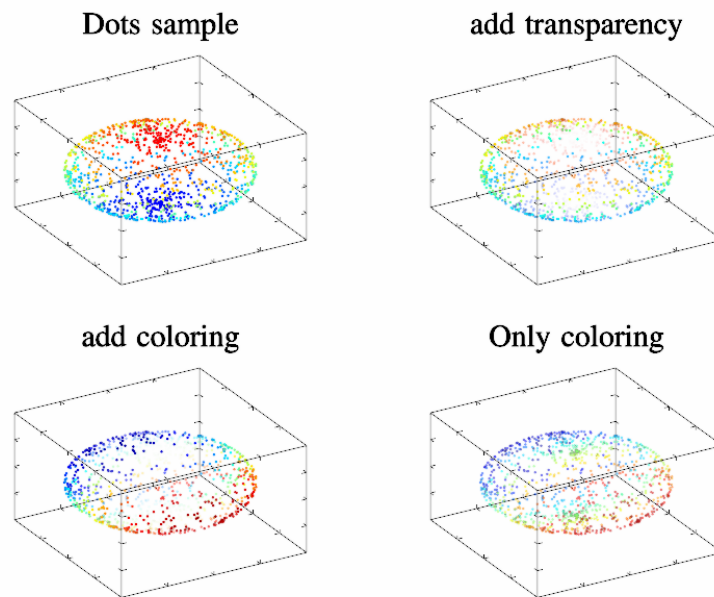 Dots sample
add transparency
add coloring
Only coloring